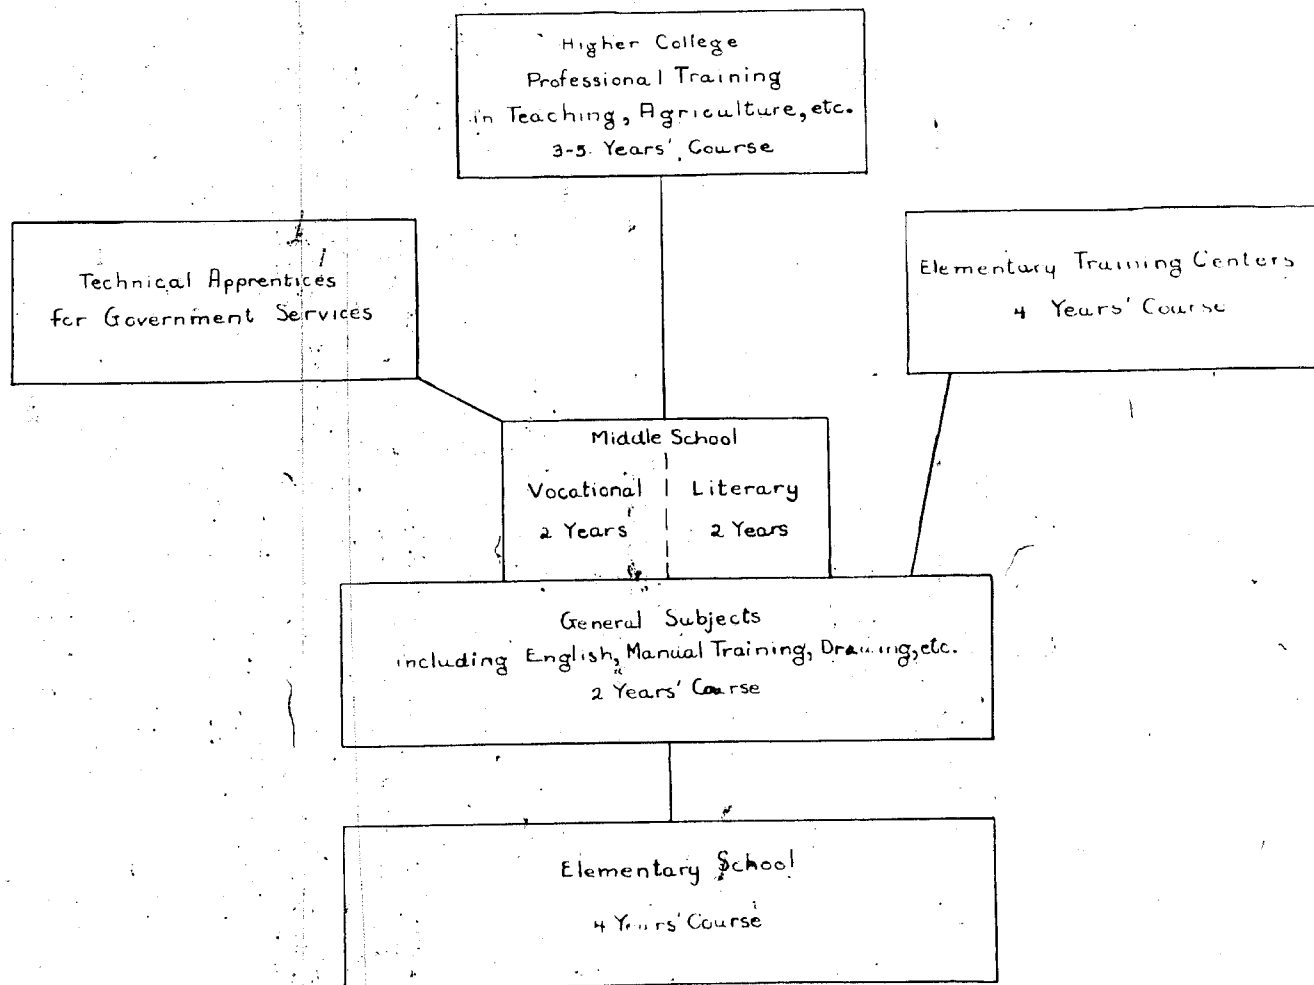 Higher College
Professional Training
in Teaching, Agriculture, etc.
3-5 Years' Course
Technical Apprentices
for Government Services
Elementary Training Centers
4 Years' Course
Middle School
Vocational
2 Years
Literary
2 Years
General Subjects
including English, Manual Training, Drawing, etc.
2 Years' Course
Elementary School
4 Years' Course